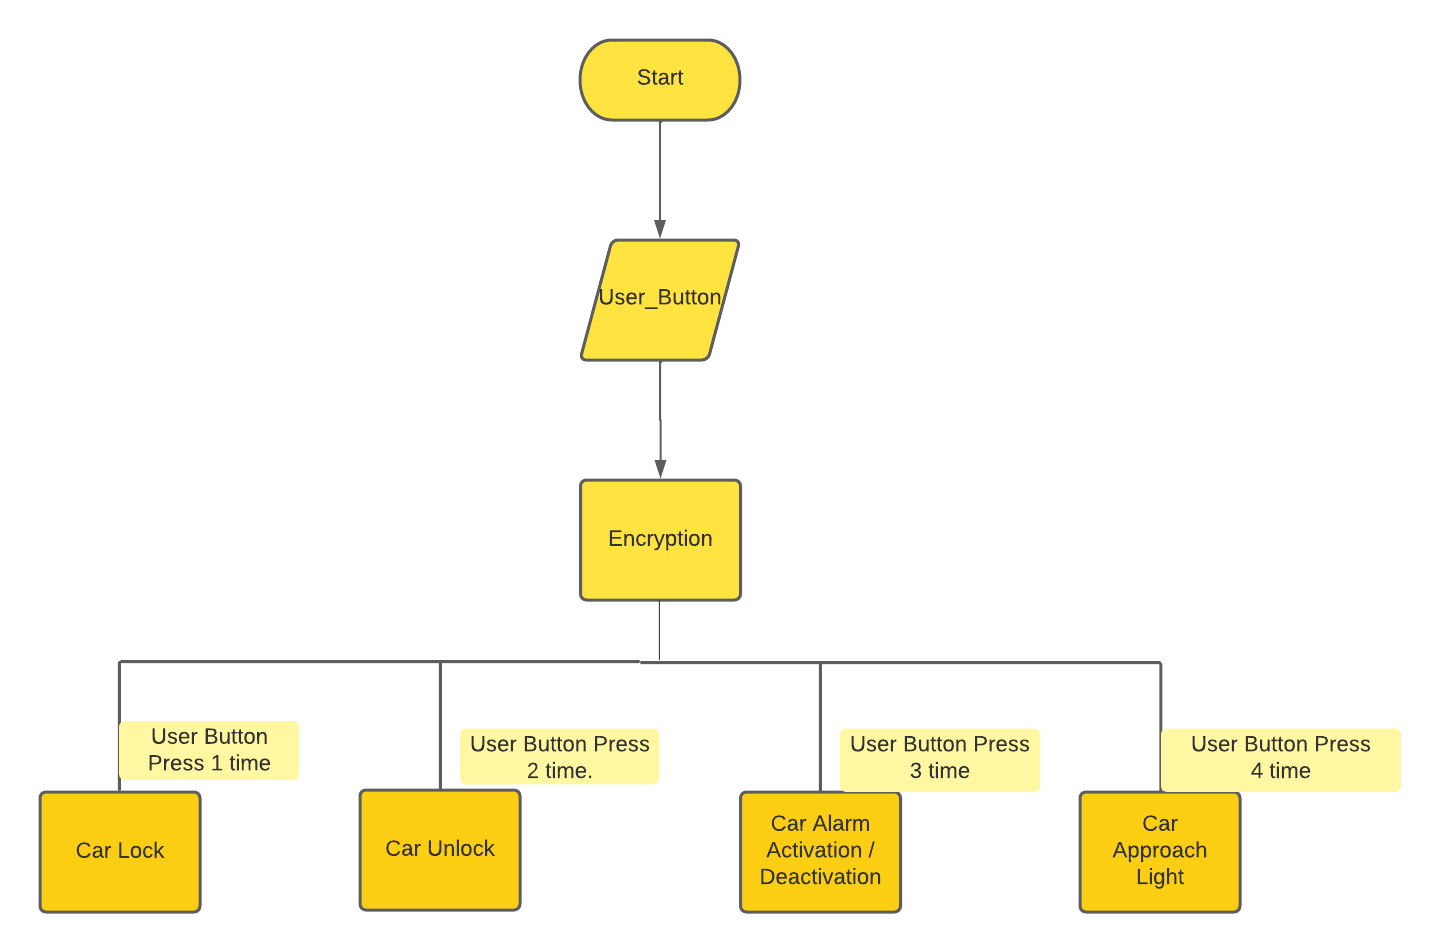 Start
User_Button
Encryption
User Button
Press 1 time
User Button Press
2 time.
User Button Press
3 time
User Button Press
4 time
Car Lock
Car Unlock
Car Alarm
Activation /
Deactivation
Car
Approach
Light